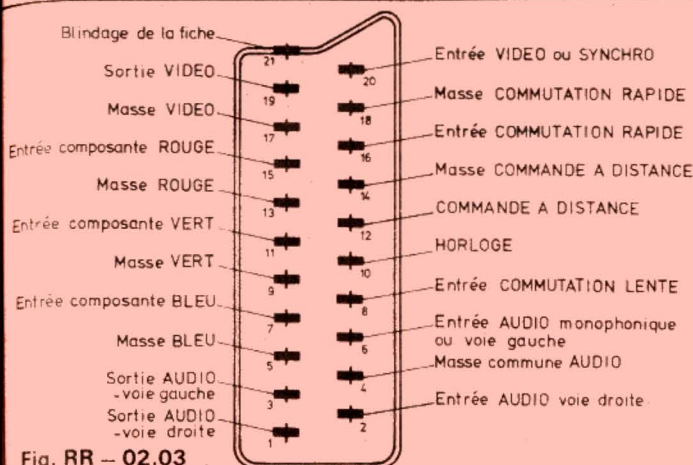 Blindage de la fiche
21
Sortie VIDEO
19
Masse VIDEO
17
Entrée composante ROUGE
15
Masse ROUGE
13
Entrée composante VERT
11
Masse VERT
9
Entrée composante BLEU
7
Masse BLEU
5
Sortie AUDIO
-voie gauche
3
Sortie AUDIO
-voie droite
1
Entrée VIDEO ou SYNCHRO
20
Masse COMMUTATION RAPIDE
18
Entrée COMMUTATION RAPIDE
16
Masse COMMANDE A DISTANCE
14
COMMANDE A DISTANCE
12
HORLOGE
10
Entrée COMMUTATION LENTE
8
Entrée AUDIO monophonique
ou voie gauche
6
Masse commune AUDIO
4
Entrée AUDIO voie droite
2
Fig. RR – 02.03